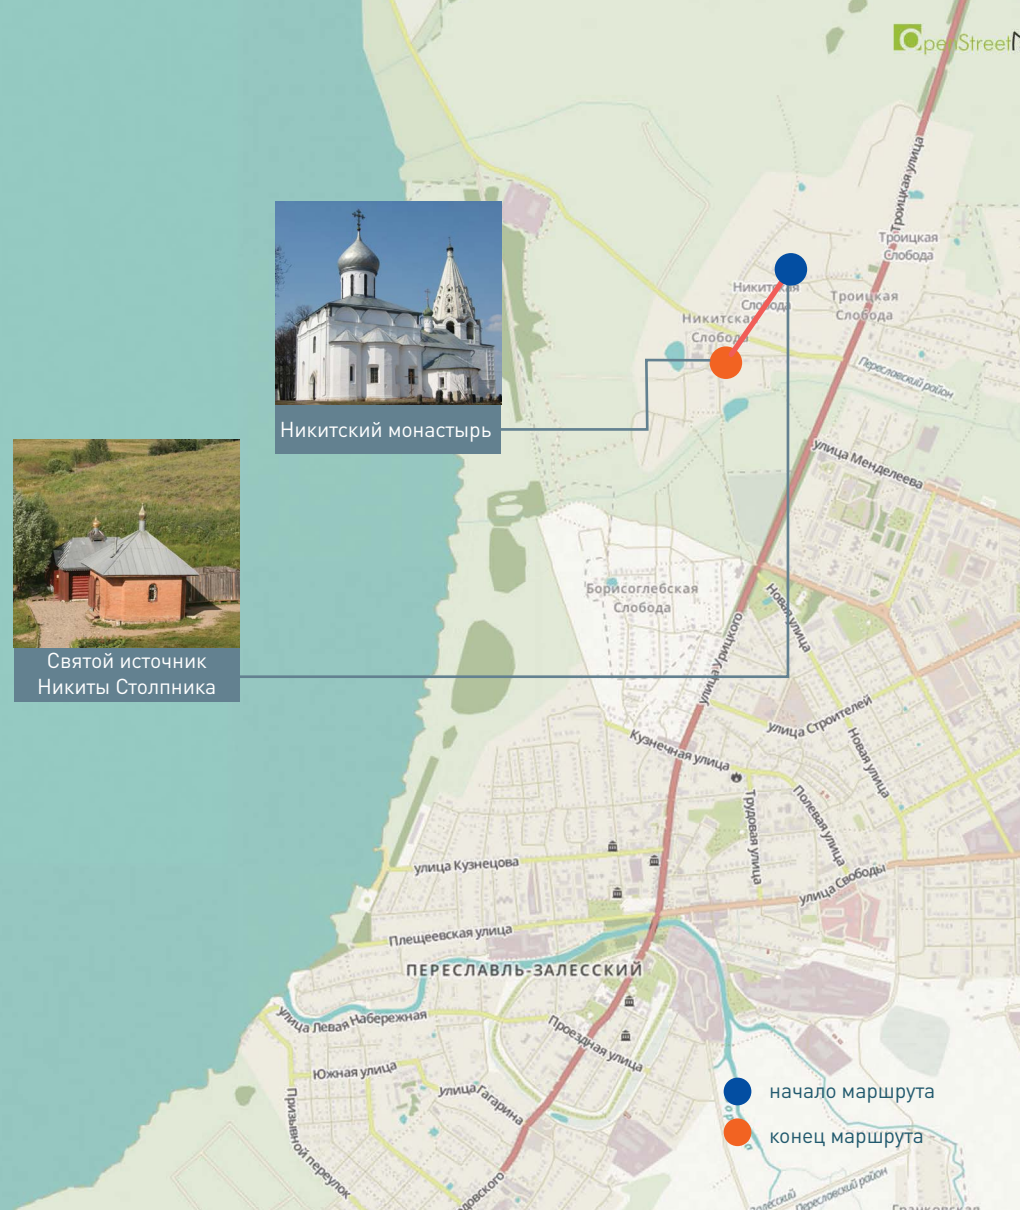 OpenStreet
Троицкая улица
Троицкая
Слобода
Никитская
Слобода
Троицкая
Слобода
Никитская
Слобода
Переславский район
Никитский монастырь
улица Менделеева
Борисоглебская
Слобода
Новая улица
улица Урицкого
Святой источник
Никиты Столпника
улица Строителей
Кузнечная улица
Новая улица
Трудовая улица
Полевая улица
улица Кузнецова
улица Свободы
Плещеевская улица
ПЕРЕСЛАВЛЬ-ЗАЛЕССКИЙ
улица Левая Набережная
Проездная улица
Южная улица
улица Гагарина
Призывной переулок
начало маршрута
конец маршрута
Переславский район